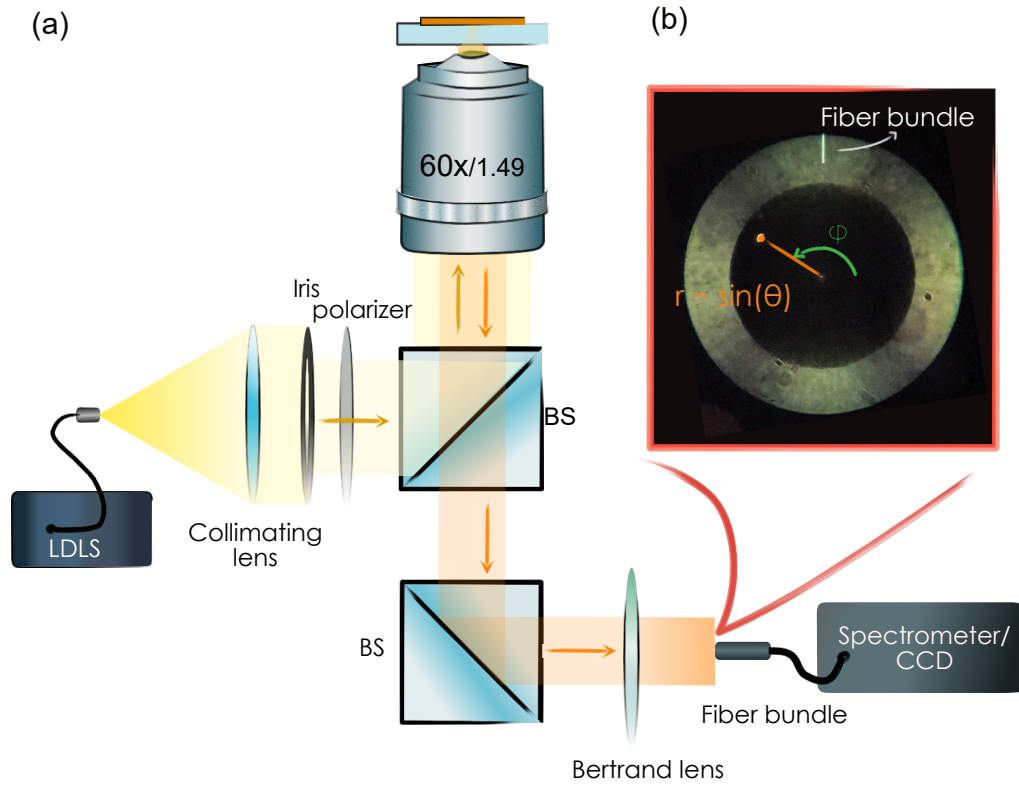 (a)
(b)
Fiber bundle
60x/1.49
φ
r ~ sin(θ)
Iris
polarizer
BS
Collimating
lens
LDLS
BS
Spectrometer/
CCD
Fiber bundle
Bertrand lens